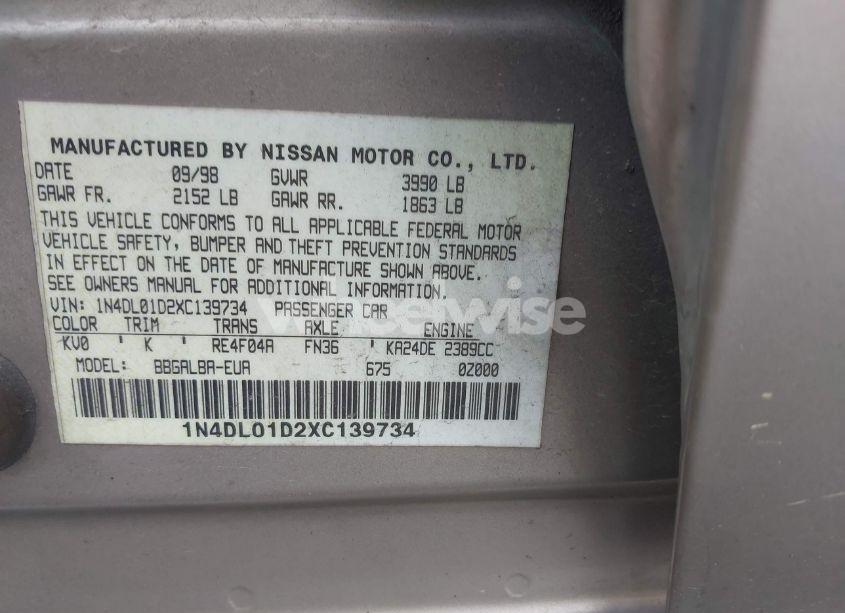 MANUFACTURED BY NISSAN MOTOR CO., LTD.
DATE 09/98 GVWR 3990 LB
GAWR FR. 2152 LB GAWR RR. 1863 LB
THIS VEHICLE CONFORMS TO ALL APPLICABLE FEDERAL MOTOR
VEHICLE SAFETY, BUMPER AND THEFT PREVENTION STANDARDS
IN EFFECT ON THE DATE OF MANUFACTURE SHOWN ABOVE.
SEE OWNERS MANUAL FOR ADDITIONAL INFORMATION.
VIN: 1N4DL01D2XC139734 PASSENGER CAR
COLOR TRIM TRANS AXLE ENGINE
KV0 K RE4F04A FN36 KA24DE 2389CC
MODEL: BBGALBA-EUA 675 0Z000
1N4DL01D2XC139734